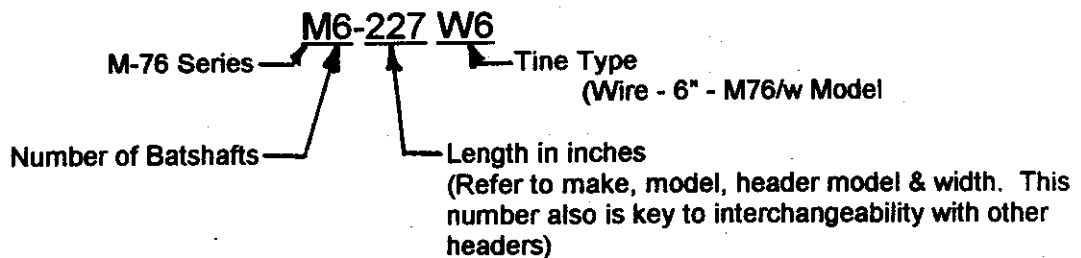 M6-227 W6
M-76 Series
Tine Type
(Wire - 6" - M76/w Model
Number of Batshafts
Length in inches
(Refer to make, model, header model & width. This
number also is key to interchangeability with other
headers)